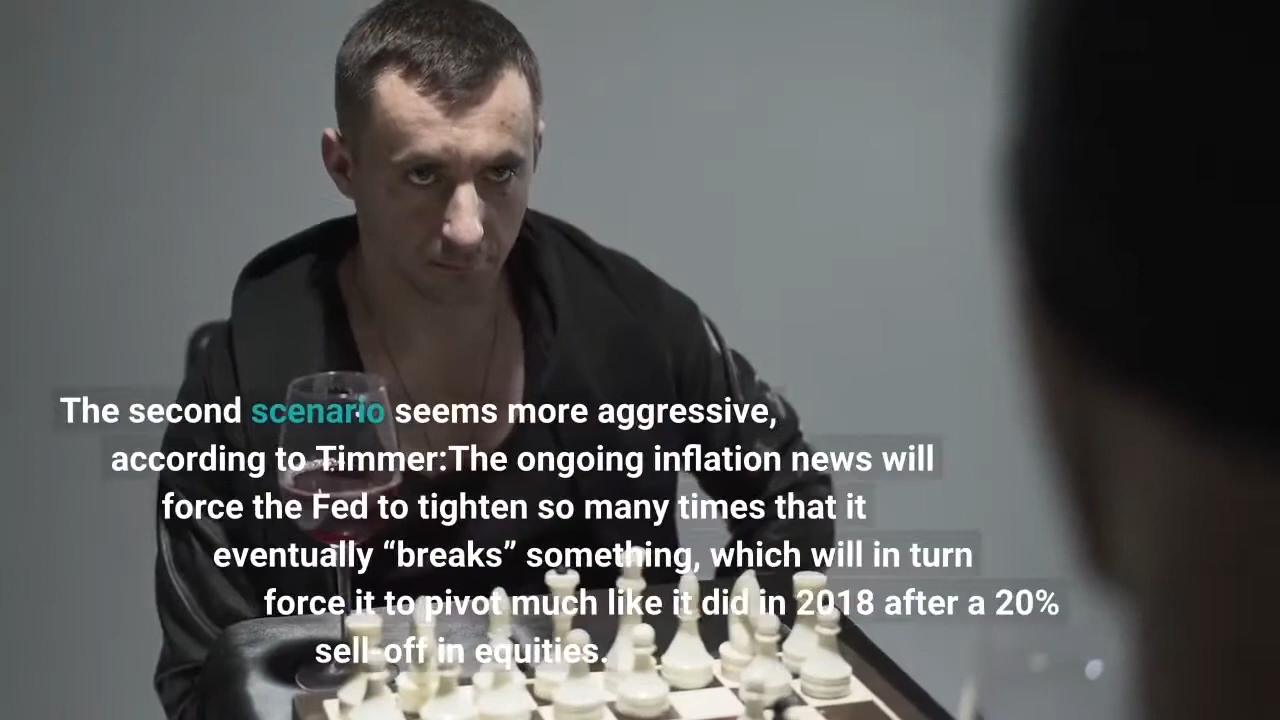 The second scenario seems more aggressive,
according to Timmer:The ongoing inflation news will
force the Fed to tighten so many times that it
eventually “breaks” something, which will in turn
force it to pivot much like it did in 2018 after a 20%
sell-off in equities.